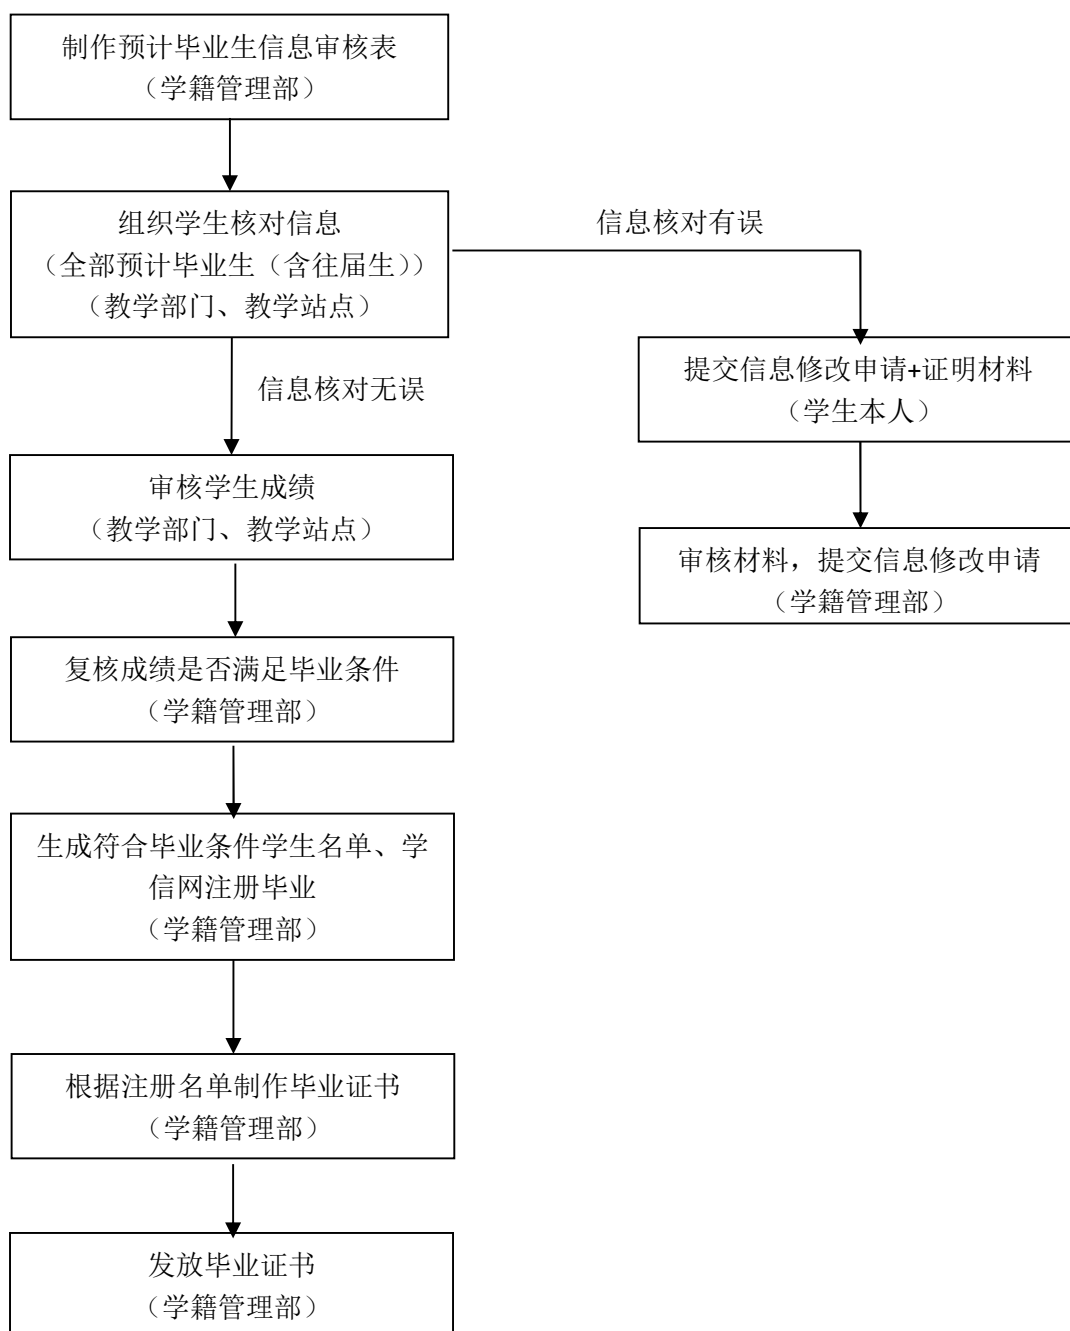 制作预计毕业生信息审核表
（学籍管理部）
组织学生核对信息
（全部预计毕业生（含往届生））
（教学部门、教学站点）
信息核对有误
提交信息修改申请+证明材料
（学生本人）
信息核对无误
审核学生成绩
（教学部门、教学站点）
审核材料，提交信息修改申请
（学籍管理部）
复核成绩是否满足毕业条件
（学籍管理部）
生成符合毕业条件学生名单、学
信网注册毕业
（学籍管理部）
根据注册名单制作毕业证书
（学籍管理部）
发放毕业证书
（学籍管理部）